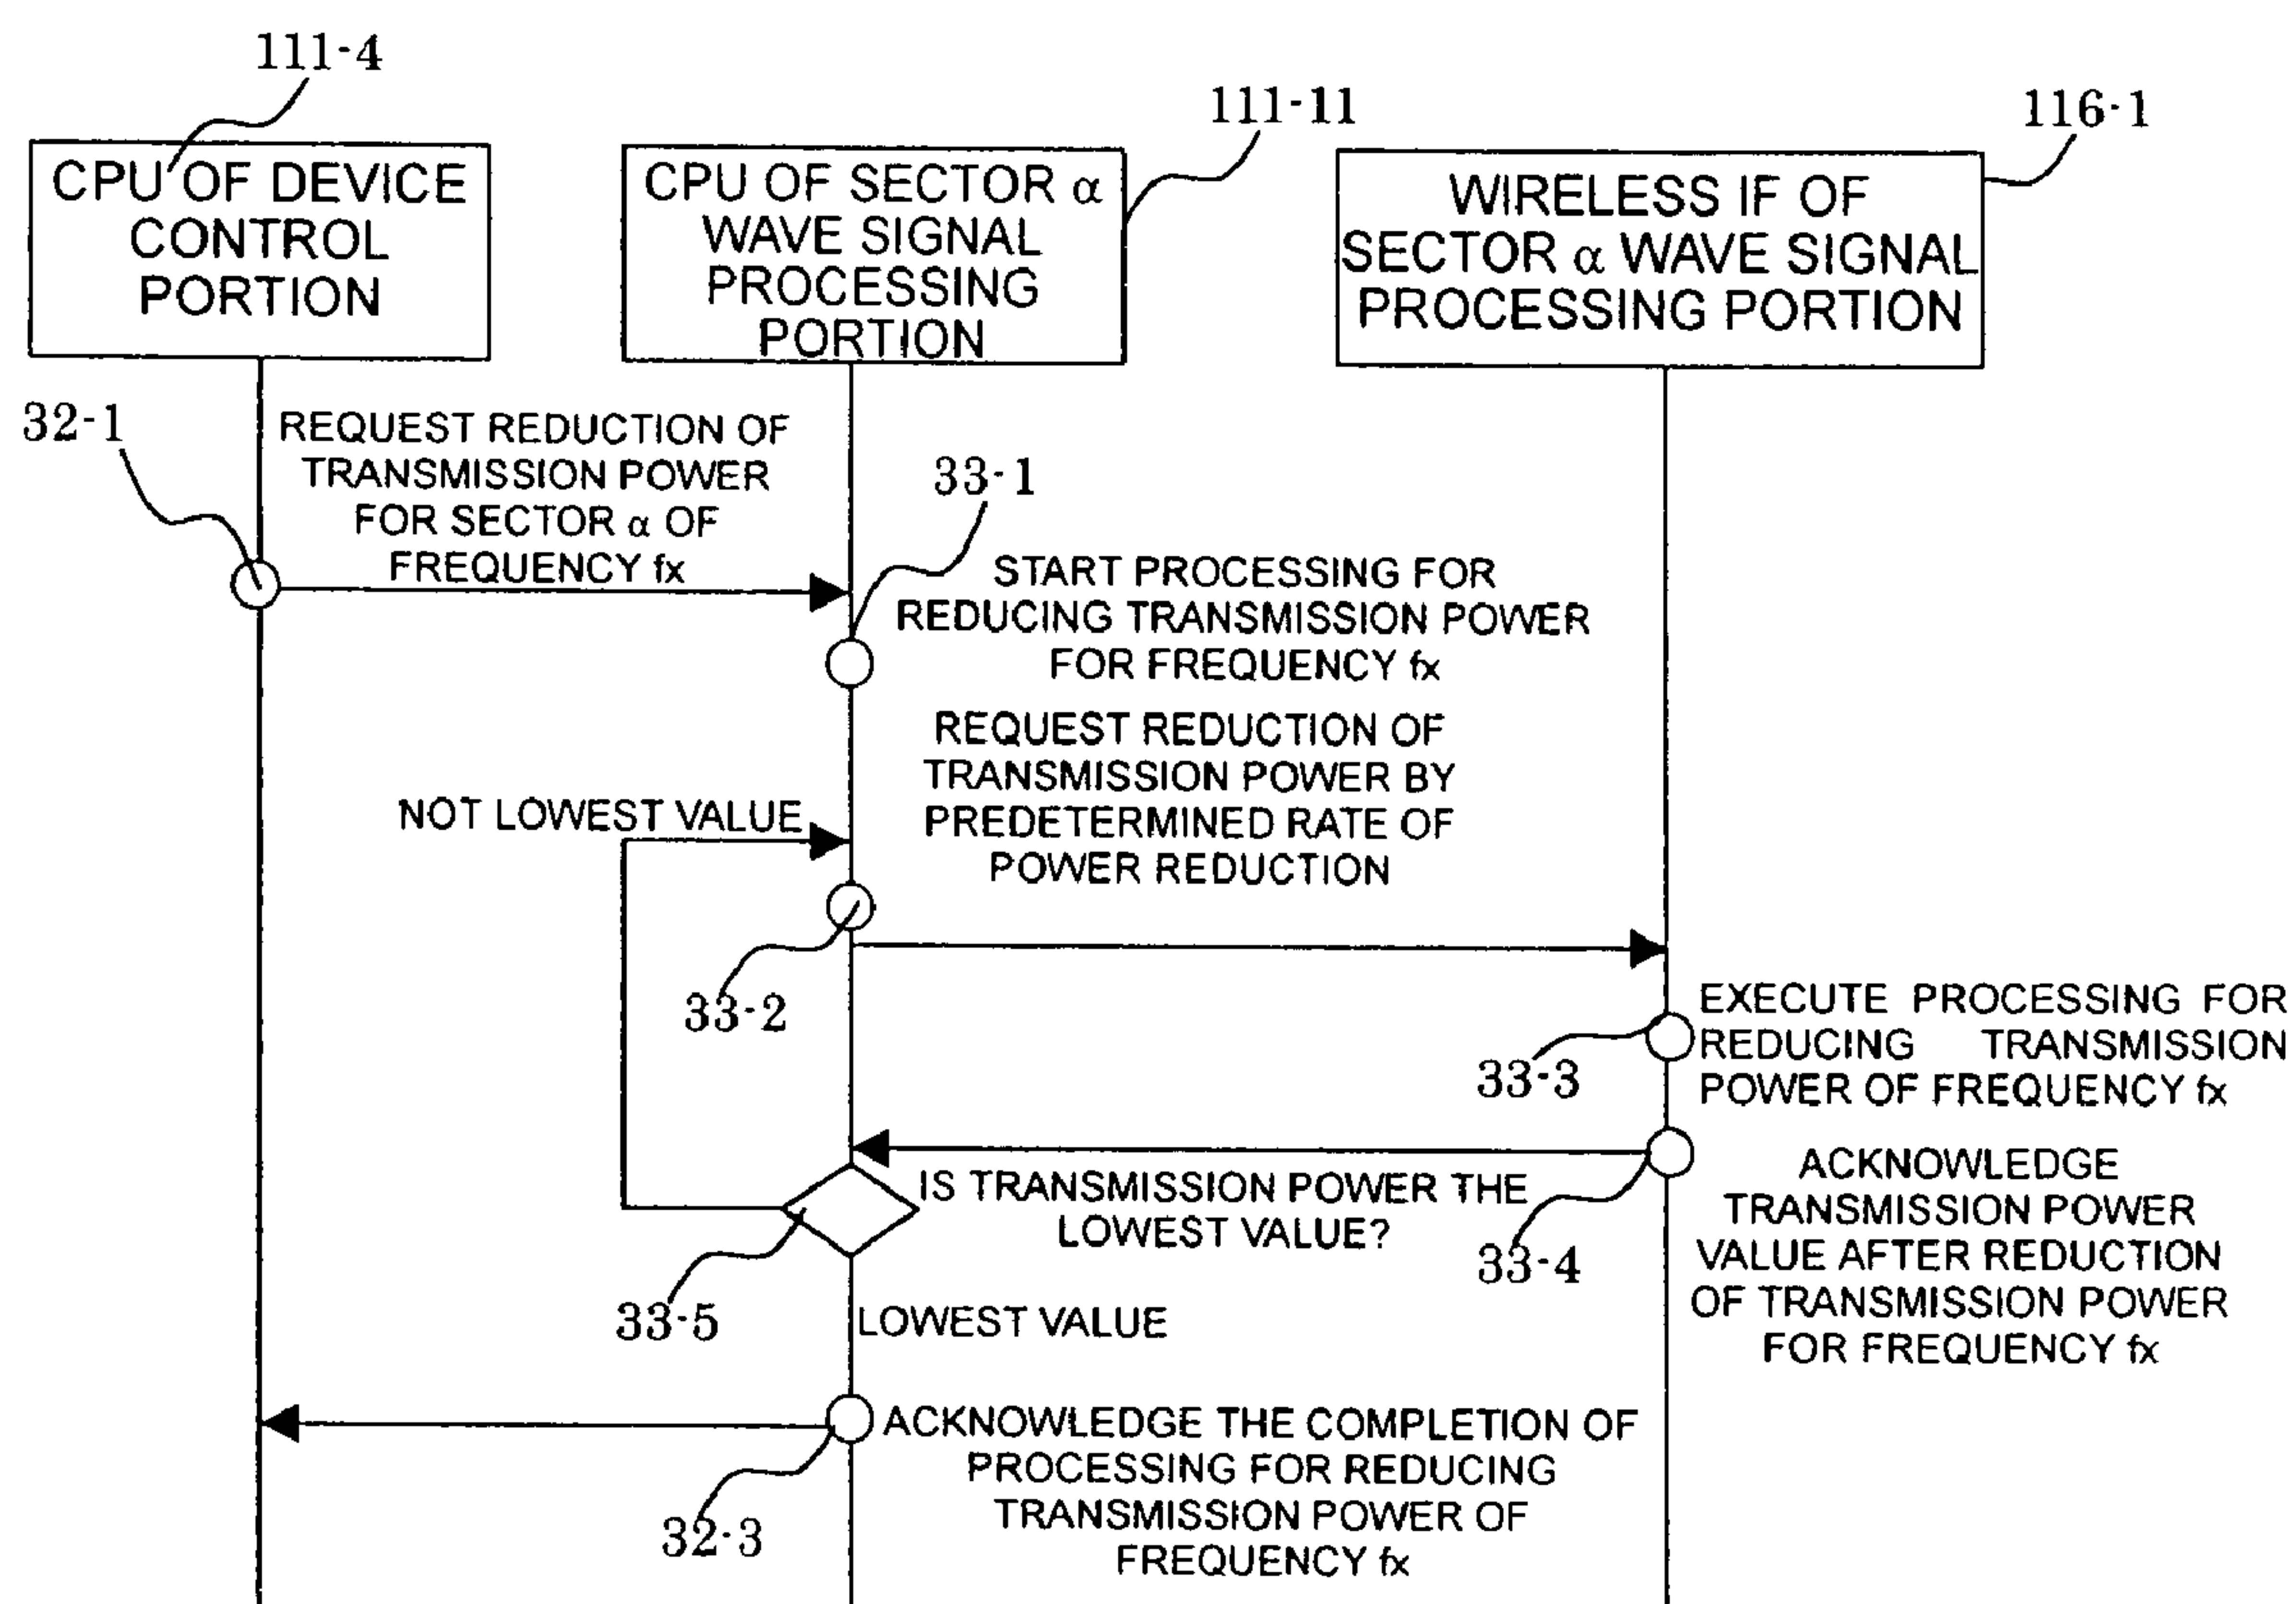 111-4
111-11
116-1
CPU OF DEVICE
CONTROL
PORTION
CPU OF SECTOR α
WAVE SIGNAL
PROCESSING
PORTION
WIRELESS IF OF
SECTOR α WAVE SIGNAL
PROCESSING PORTION
32-1
REQUEST REDUCTION OF
TRANSMISSION POWER
FOR SECTOR α OF
FREQUENCY fx
33-1
START PROCESSING FOR
REDUCING TRANSMISSION POWER
FOR FREQUENCY fx
REQUEST REDUCTION OF
TRANSMISSION POWER BY
PREDETERMINED RATE OF
POWER REDUCTION
NOT LOWEST VALUE
33-2
EXECUTE PROCESSING FOR
REDUCING TRANSMISSION
POWER OF FREQUENCY fx
33-3
IS TRANSMISSION POWER THE
LOWEST VALUE?
33-4
ACKNOWLEDGE
TRANSMISSION POWER
VALUE AFTER REDUCTION
OF TRANSMISSION POWER
FOR FREQUENCY fx
33-5
LOWEST VALUE
ACKNOWLEDGE THE COMPLETION OF
PROCESSING FOR REDUCING
TRANSMISSION POWER OF
FREQUENCY fx
32-3